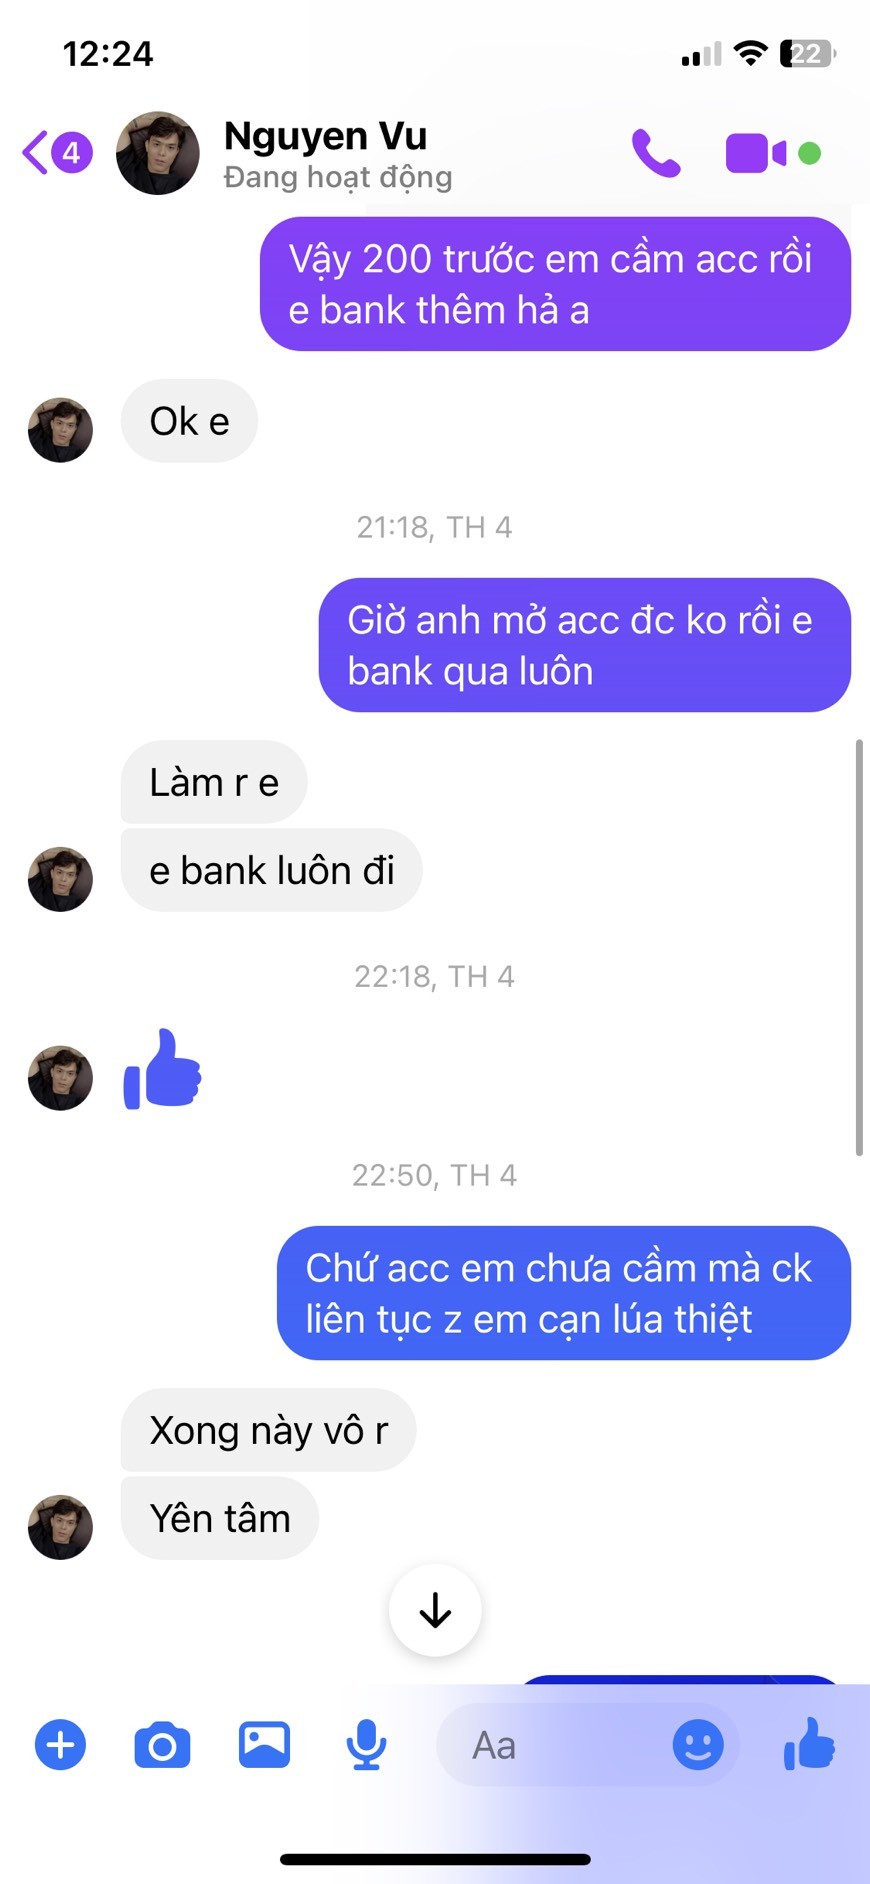 12:24
22
4
Nguyen Vu
Đang hoạt động
Vậy 200 trước em cầm acc rồi
e bank thêm hả a
Ok e
21:18, TH 4
Giờ anh mở acc đc ko rồi e
bank qua luôn
Làm r e
e bank luôn đi
22:18, TH 4
22:50, TH 4
Chứ acc em chưa cầm mà ck
liên tục z em cạn lúa thiệt
Xong này vô r
Yên tâm
Aa